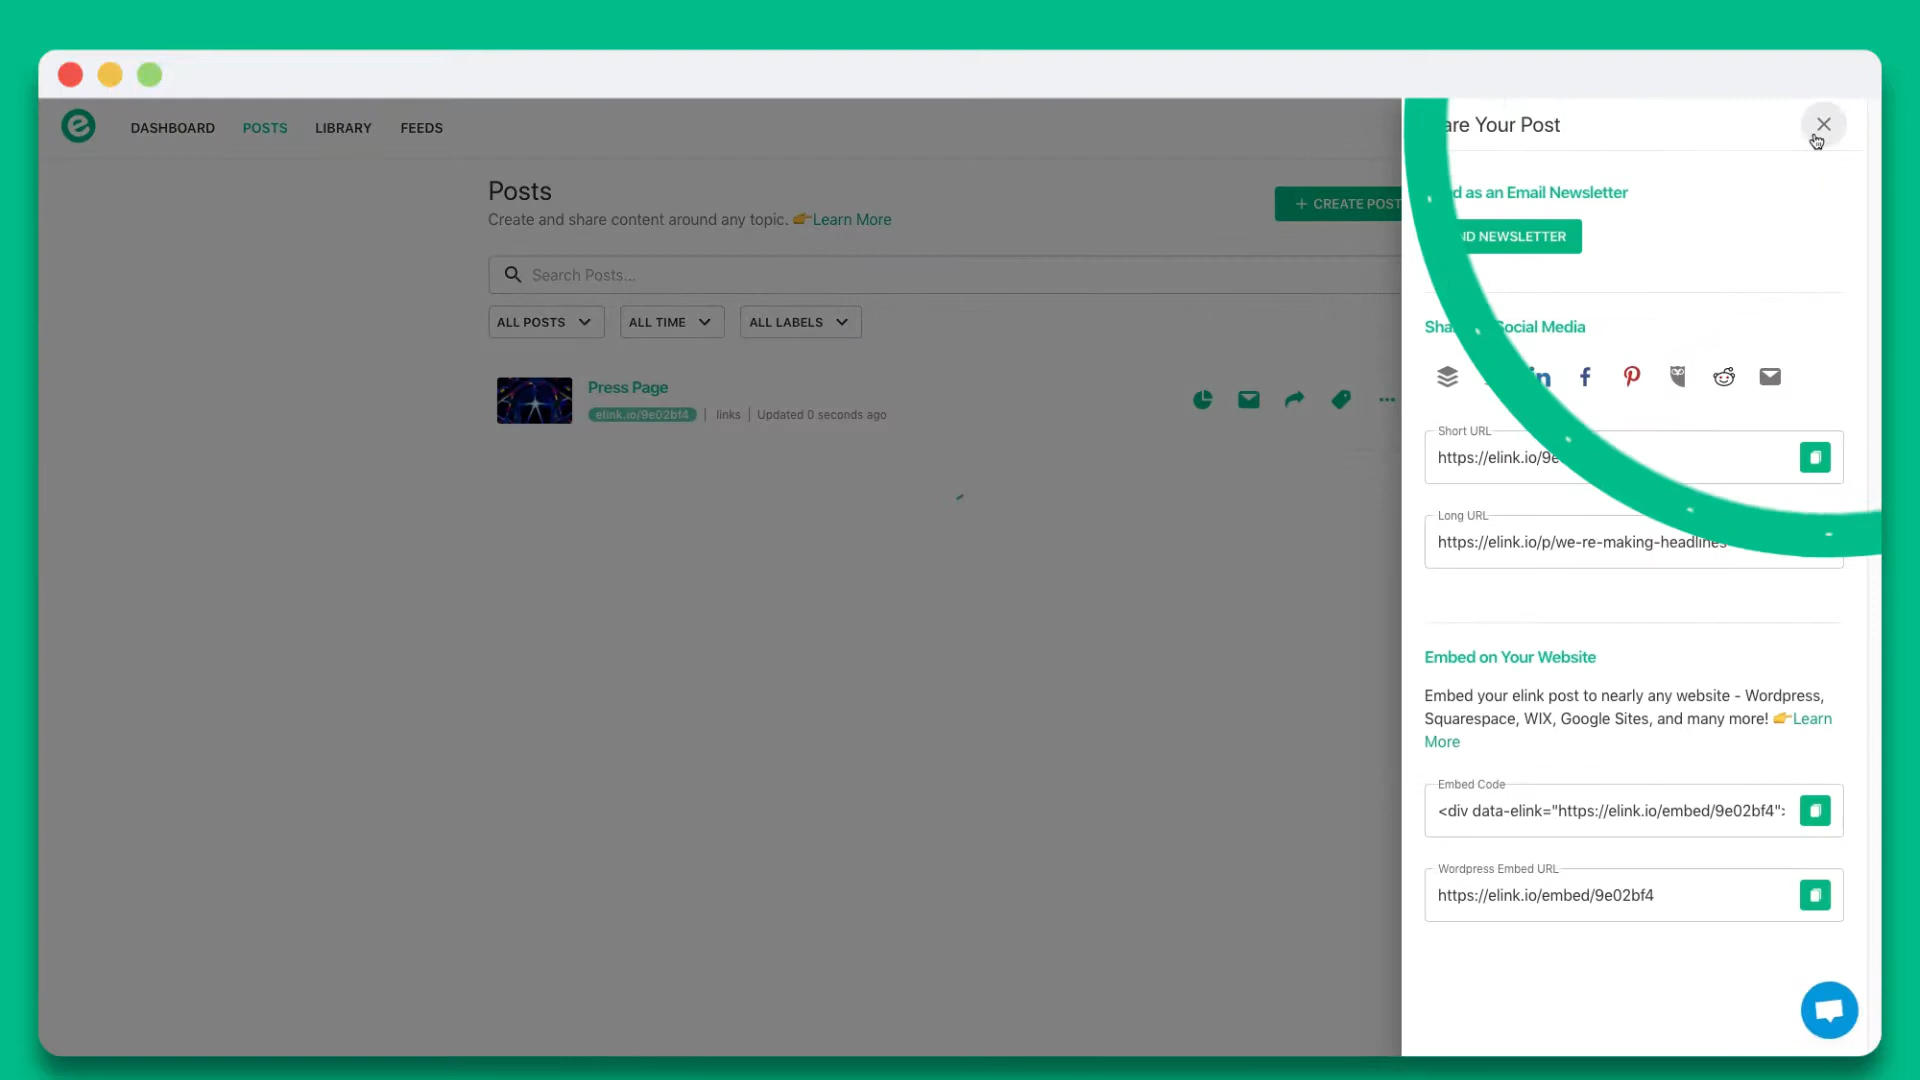 DASHBOARD POSTS LIBRARY FEEDS
Posts
Create and share content around any topic. 👉Learn More
+ CREATE POST
Search Posts...
ALL POSTS ALL TIME ALL LABELS
Press Page
elink.io/9e02bf4 | links | Updated 0 seconds ago
Your Post
as an Email Newsletter
NEWSLETTER
Social Media
Short URL
https://elink.io/9e
Long URL
https://elink.io/p/we-re-making-headlines
Embed on Your Website
Embed your elink post to nearly any website - Wordpress,
Squarespace, WIX, Google Sites, and many more! 👉Learn
More
Embed Code
<div data-elink="https://elink.io/embed/9e02bf4">
Wordpress Embed URL
https://elink.io/embed/9e02bf4